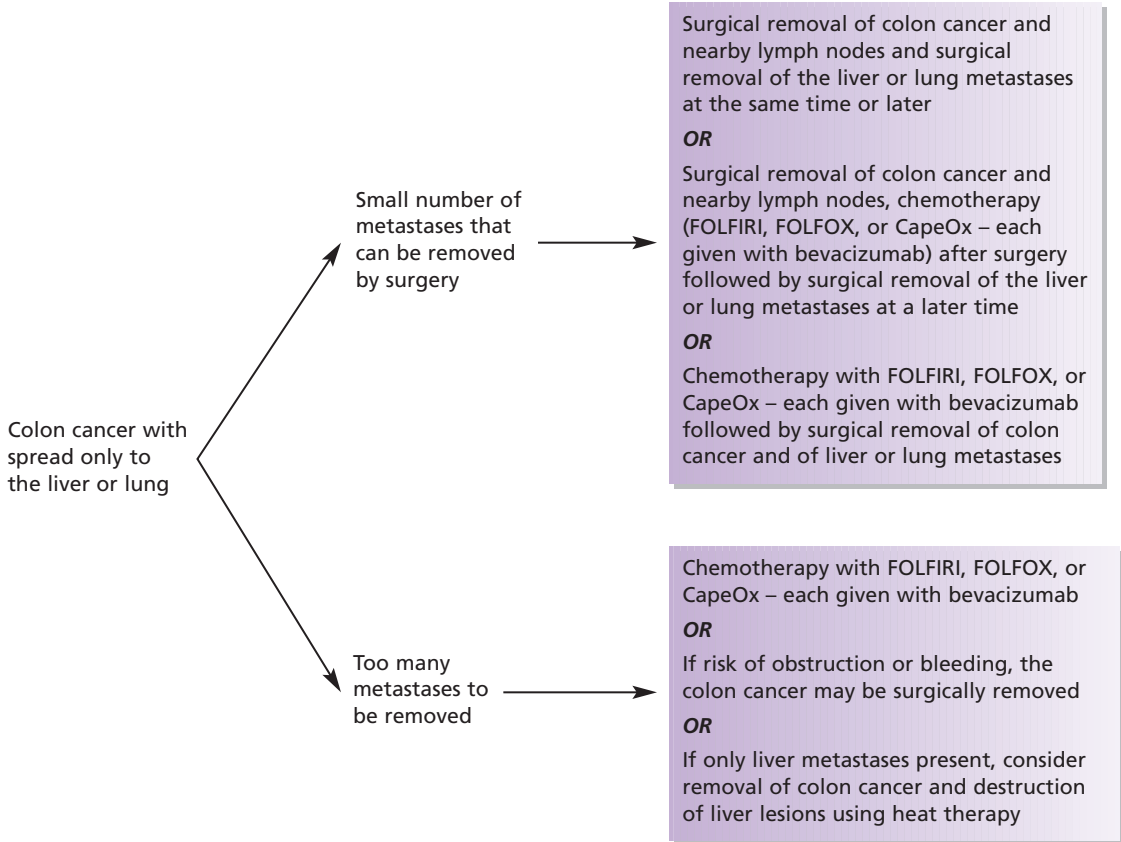 Colon cancer with
spread only to
the liver or lung
Small number of
metastases that
can be removed
by surgery
Surgical removal of colon cancer and
nearby lymph nodes and surgical
removal of the liver or lung metastases
at the same time or later
OR
Surgical removal of colon cancer and
nearby lymph nodes, chemotherapy
(FOLFIRI, FOLFOX, or CapeOx – each
given with bevacizumab) after surgery
followed by surgical removal of the liver
or lung metastases at a later time
OR
Chemotherapy with FOLFIRI, FOLFOX, or
CapeOx – each given with bevacizumab
followed by surgical removal of colon
cancer and of liver or lung metastases
Too many
metastases to
be removed
Chemotherapy with FOLFIRI, FOLFOX, or
CapeOx – each given with bevacizumab
OR
If risk of obstruction or bleeding, the
colon cancer may be surgically removed
OR
If only liver metastases present, consider
removal of colon cancer and destruction
of liver lesions using heat therapy